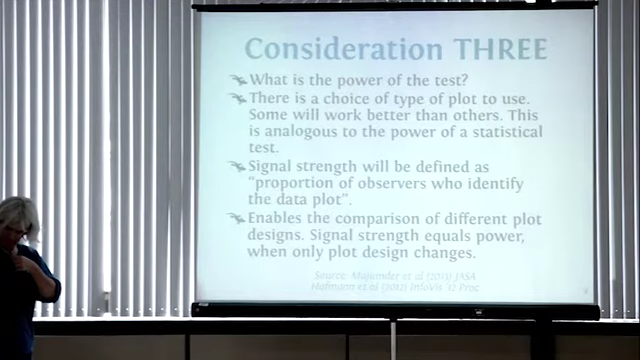 Consideration THREE
What is the power of the test?
There is a choice of type of plot to use.
Some will work better than others. This
is analogous to the power of a statistical
test.
Signal strength will be defined as
"proportion of observers who identify
the data plot".
Enables the comparison of different plot
designs. Signal strength equals power,
when only plot design changes.
Source: Majumder et al (2013) JASA
Hofmann et al (2012) InfoVis '12 Proc